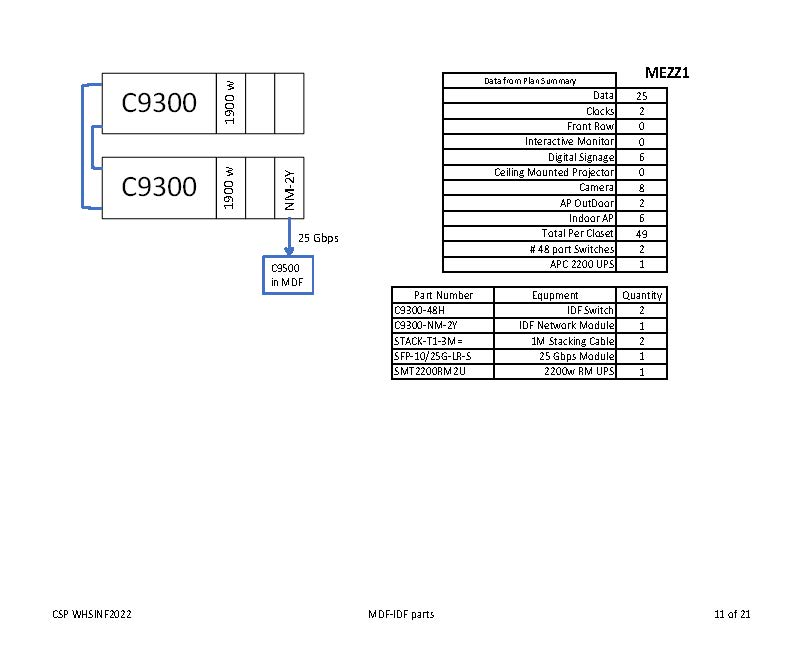 MEZZ1
C9300
1900 w
C9300
1900 w
NM-2Y
25 Gbps
C9500
in MDF
Data from Plan Summary
Data 25
Clocks 2
Front Row 0
Interactive Monitor 0
Digital Signage 6
Ceiling Mounted Projector 0
Camera 8
AP OutDoor 2
Indoor AP 6
Total Per Closet 49
# 48 port Switches 2
APC 2200 UPS 1
Part Number Equpment Quantity
C9300-48H IDF Switch 2
C9300-NM-2Y IDF Network Module 1
STACK-T1-3M= 1M Stacking Cable 2
SFP-10/25G-LR-S 25 Gbps Module 1
SMT2200RM2U 2200w RM UPS 1
CSP WHSINF2022 MDF-IDF parts 11 of 21